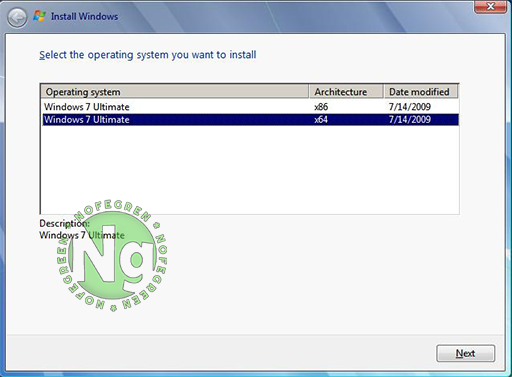 Install Windows
Select the operating system you want to install
Operating system Architecture Date modified
Windows 7 Ultimate x86 7/14/2009
Windows 7 Ultimate x64 7/14/2009
Description:
Windows 7 Ultimate
NOFEGREN NOFEGREN NOFEGREN
Ng
Next